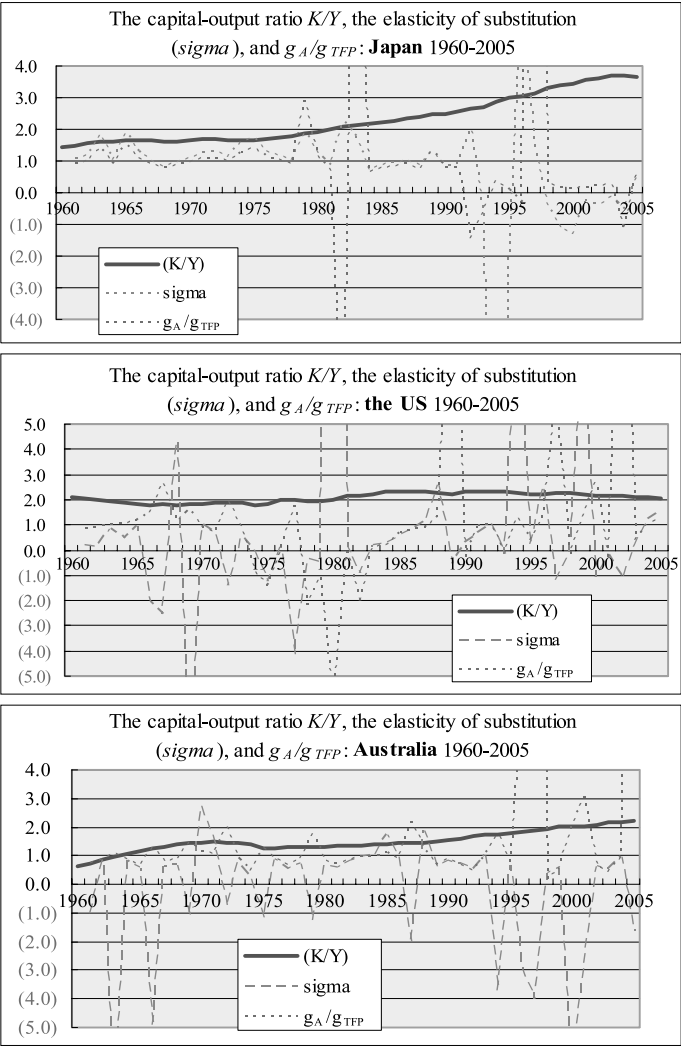 The capital-output ratio K/Y, the elasticity of substitution
(sigma), and gA/gTFP: Japan 1960-2005
4.0
3.0
2.0
1.0
0.0
1960 1965 1970 1975 1980 1985 1990 1995 2000 2005
(1.0)
(2.0)
(3.0)
(4.0)
(K/Y)
sigma
gA/gTFP
The capital-output ratio K/Y, the elasticity of substitution
(sigma), and gA/gTFP: the US 1960-2005
5.0
4.0
3.0
2.0
1.0
0.0
1960 1965 1970 1975 1980 1985 1990 1995 2000 2005
(1.0)
(2.0)
(3.0)
(4.0)
(5.0)
(K/Y)
sigma
gA/gTFP
The capital-output ratio K/Y, the elasticity of substitution
(sigma), and gA/gTFP: Australia 1960-2005
4.0
3.0
2.0
1.0
0.0
1960 1965 1970 1975 1980 1985 1990 1995 2000 2005
(1.0)
(2.0)
(3.0)
(4.0)
(5.0)
(K/Y)
sigma
gA/gTFP